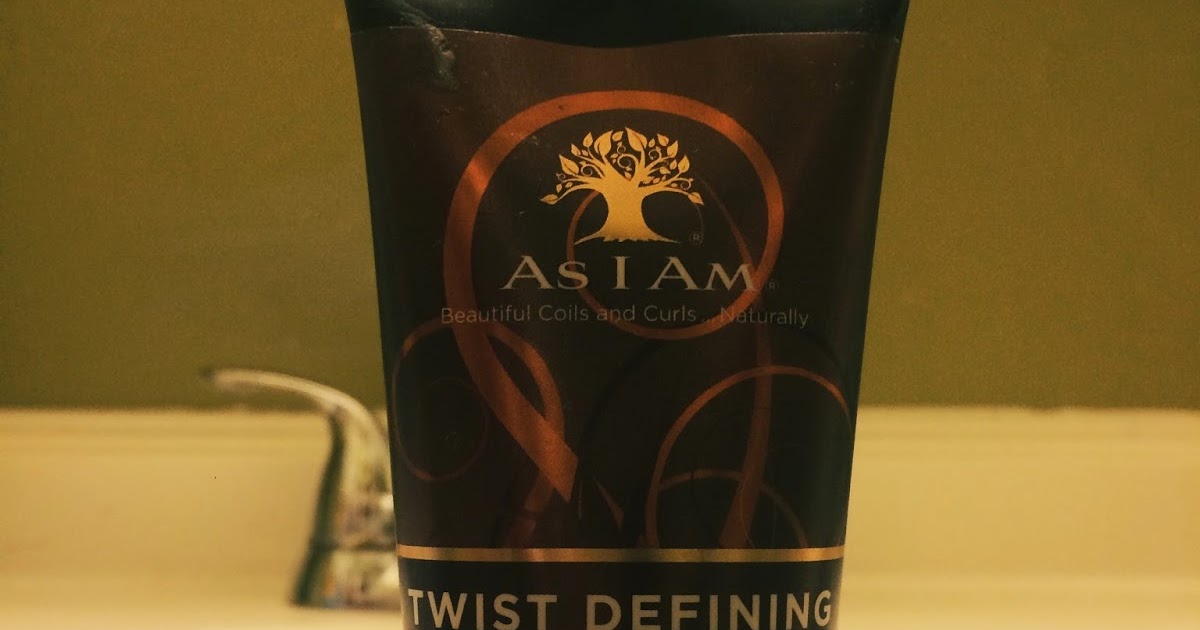 ®
AS I AM®
Beautiful Coils and Curls...Naturally
TWIST DEFINING